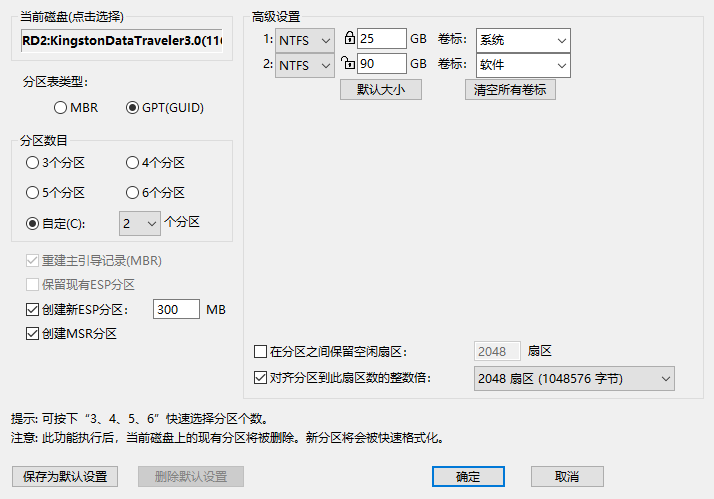 当前磁盘(点击选择)
RD2:KingstonDataTraveler3.0(11
分区表类型:
MBR
GPT(GUID)
分区数目
3个分区
4个分区
5个分区
6个分区
自定(C):
2
个分区
重建主引导记录(MBR)
保留现有ESP分区
创建新ESP分区:
300
MB
创建MSR分区
高级设置
1: NTFS 25 GB 卷标: 系统
2: NTFS 90 GB 卷标: 软件
默认大小
清空所有卷标
在分区之间保留空闲扇区:
2048
扇区
对齐分区到此扇区数的整数倍:
2048 扇区 (1048576 字节)
提示: 可按下“3、4、5、6”快速选择分区个数。
注意: 此功能执行后，当前磁盘上的现有分区将被删除。新分区将会被快速格式化。
保存为默认设置
删除默认设置
确定
取消